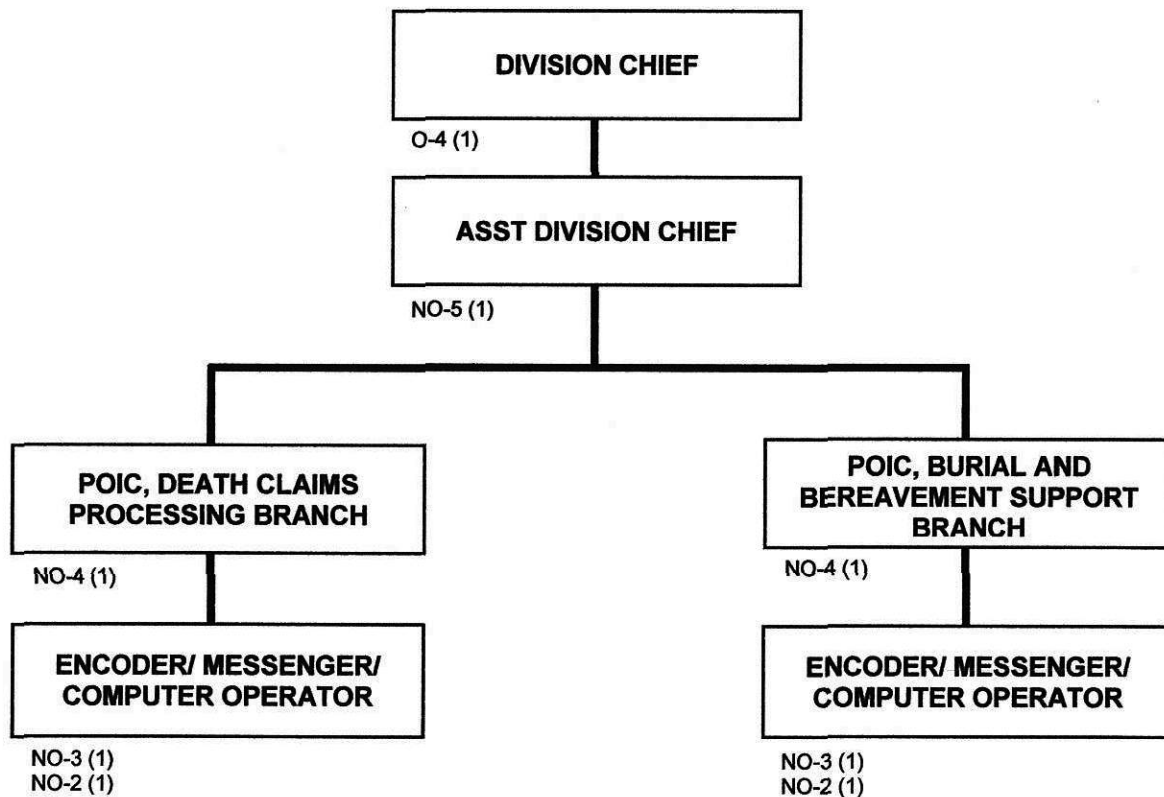 DIVISION CHIEF
O-4 (1)
ASST DIVISION CHIEF
NO-5 (1)
POIC, DEATH CLAIMS
PROCESSING BRANCH
NO-4 (1)
ENCODER/ MESSENGER/
COMPUTER OPERATOR
NO-3 (1)
NO-2 (1)
POIC, BURIAL AND
BEREAVEMENT SUPPORT
BRANCH
NO-4 (1)
ENCODER/ MESSENGER/
COMPUTER OPERATOR
NO-3 (1)
NO-2 (1)